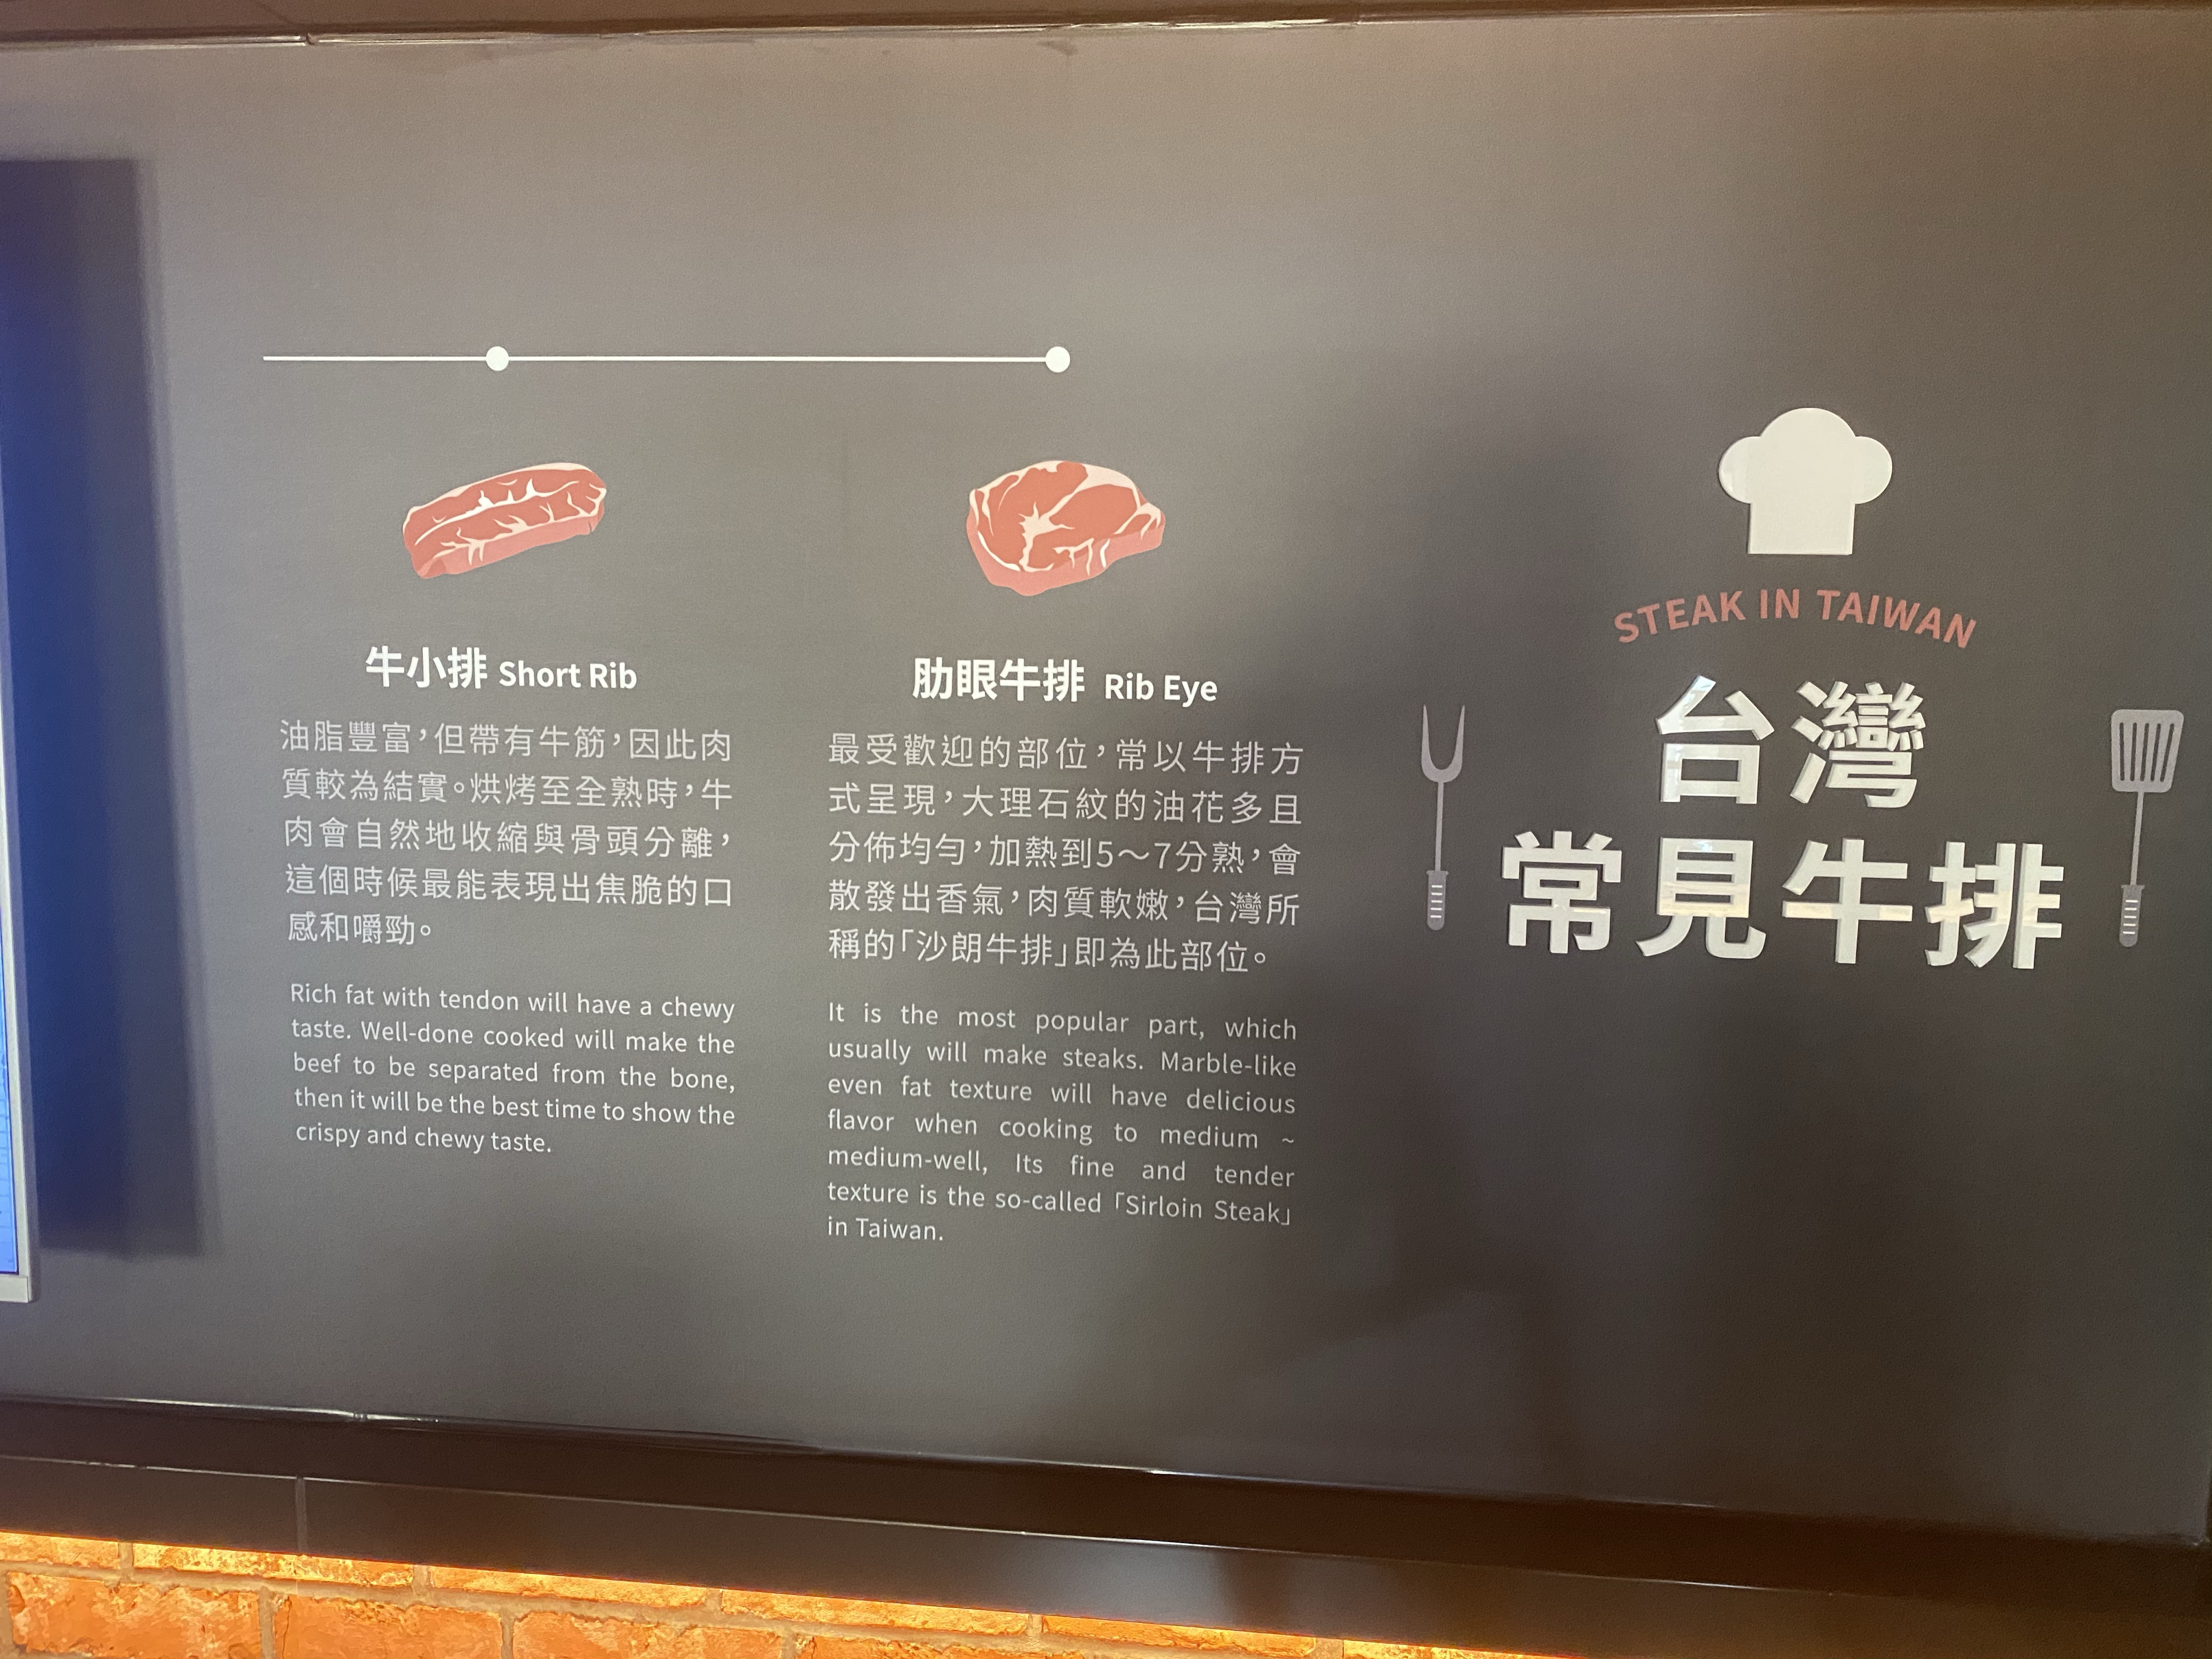 STEAK IN TAIWAN
台灣
常見牛排
牛小排 Short Rib
油脂豐富，但帶有牛筋，因此肉
質較為結實。烘烤至全熟時，牛
肉會自然地收縮與骨頭分離，
這個時候最能表現出焦脆的口
感和嚼勁。
Rich fat with tendon will have a chewy
taste. Well-done cooked will make the
beef to be separated from the bone,
then it will be the best time to show the
crispy and chewy taste.
肋眼牛排 Rib Eye
最受歡迎的部位，常以牛排方
式呈現，大理石紋的油花多且
分佈均勻，加熱到5～7分熟，會
散發出香氣，肉質軟嫩，台灣所
稱的「沙朗牛排」即為此部位。
It is the most popular part, which
usually will make steaks. Marble-like
even fat texture will have delicious
flavor when cooking to medium ~
medium-well, Its fine and tender
texture is the so-called「Sirloin Steak」
in Taiwan.